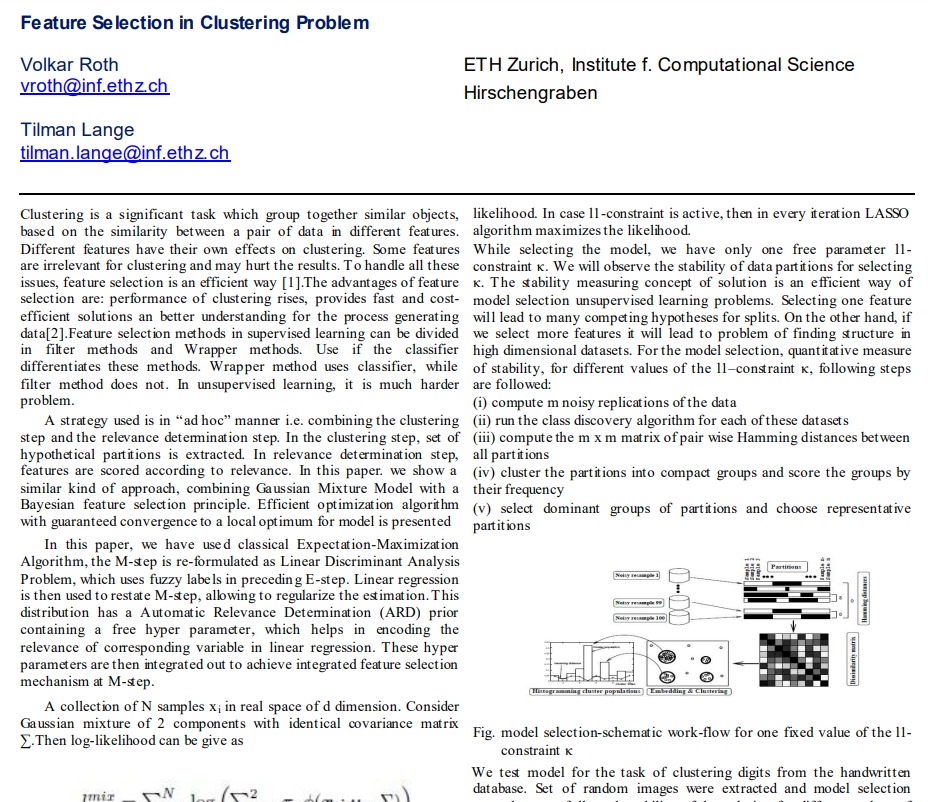 Feature Selection in Clustering Problem
Volkar Roth
vroth@inf.ethz.ch
Tilman Lange
tilman.lange@inf.ethz.ch
ETH Zurich, Institute f. Computational Science
Hirschengraben
Clustering is a significant task which group together similar objects,
based on the similarity between a pair of data in different features.
Different features have their own effects on clustering. Some features
are irrelevant for clustering and may hurt the results. To handle all these
issues, feature selection is an efficient way [1].The advantages of feature
selection are: performance of clustering rises, provides fast and cost-
efficient solutions an better understanding for the process generating
data[2].Feature selection methods in supervised learning can be divided
in filter methods and Wrapper methods. Use if the classifier
differentiates these methods. Wrapper method uses classifier, while
filter method does not. In unsupervised learning, it is much harder
problem.
A strategy used is in “ad hoc” manner i.e. combining the clustering
step and the relevance determination step. In the clustering step, set of
hypothetical partitions is extracted. In relevance determination step,
features are scored according to relevance. In this paper. we show a
similar kind of approach, combining Gaussian Mixture Model with a
Bayesian feature selection principle. Efficient optimization algorithm
with guaranteed convergence to a local optimum for model is presented
In this paper, we have used classical Expectation-Maximization
Algorithm, the M-step is re-formulated as Linear Discriminant Analysis
Problem, which uses fuzzy labels in preceding E-step. Linear regression
is then used to restate M-step, allowing to regularize the estimation.This
distribution has a Automatic Relevance Determination (ARD) prior
containing a free hyper parameter, which helps in encoding the
relevance of corresponding variable in linear regression. These hyper
parameters are then integrated out to achieve integrated feature selection
mechanism at M-step.
A collection of N samples xi in real space of d dimension. Consider
Gaussian mixture of 2 components with identical covariance matrix
∑.Then log-likelihood can be give as
likelihood. In case l1-constraint is active, then in every iteration LASSO
algorithm maximizes the likelihood.
While selecting the model, we have only one free parameter l1-
constraint κ. We will observe the stability of data partitions for selecting
κ. The stability measuring concept of solution is an efficient way of
model selection unsupervised learning problems. Selecting one feature
will lead to many competing hypotheses for splits. On the other hand, if
we select more features it will lead to problem of finding structure in
high dimensional datasets. For the model selection, quantitative measure
of stability, for different values of the l1–constraint κ, following steps
are followed:
(i) compute m noisy replications of the data
(ii) run the class discovery algorithm for each of these datasets
(iii) compute the m x m matrix of pair wise Hamming distances between
all partitions
(iv) cluster the partitions into compact groups and score the groups by
their frequency
(v) select dominant groups of partitions and choose representative
partitions
Partitions
Noisy resample 1
Noisy resample 99
Noisy resample 100
Hamming distances
Dissimilarity matrix
Histogramming cluster populations
Embedding & Clustering
Fig. model selection-schematic work-flow for one fixed value of the l1-
constraint κ
We test model for the task of clustering digits from the handwritten
database. Set of random images were extracted and model selection